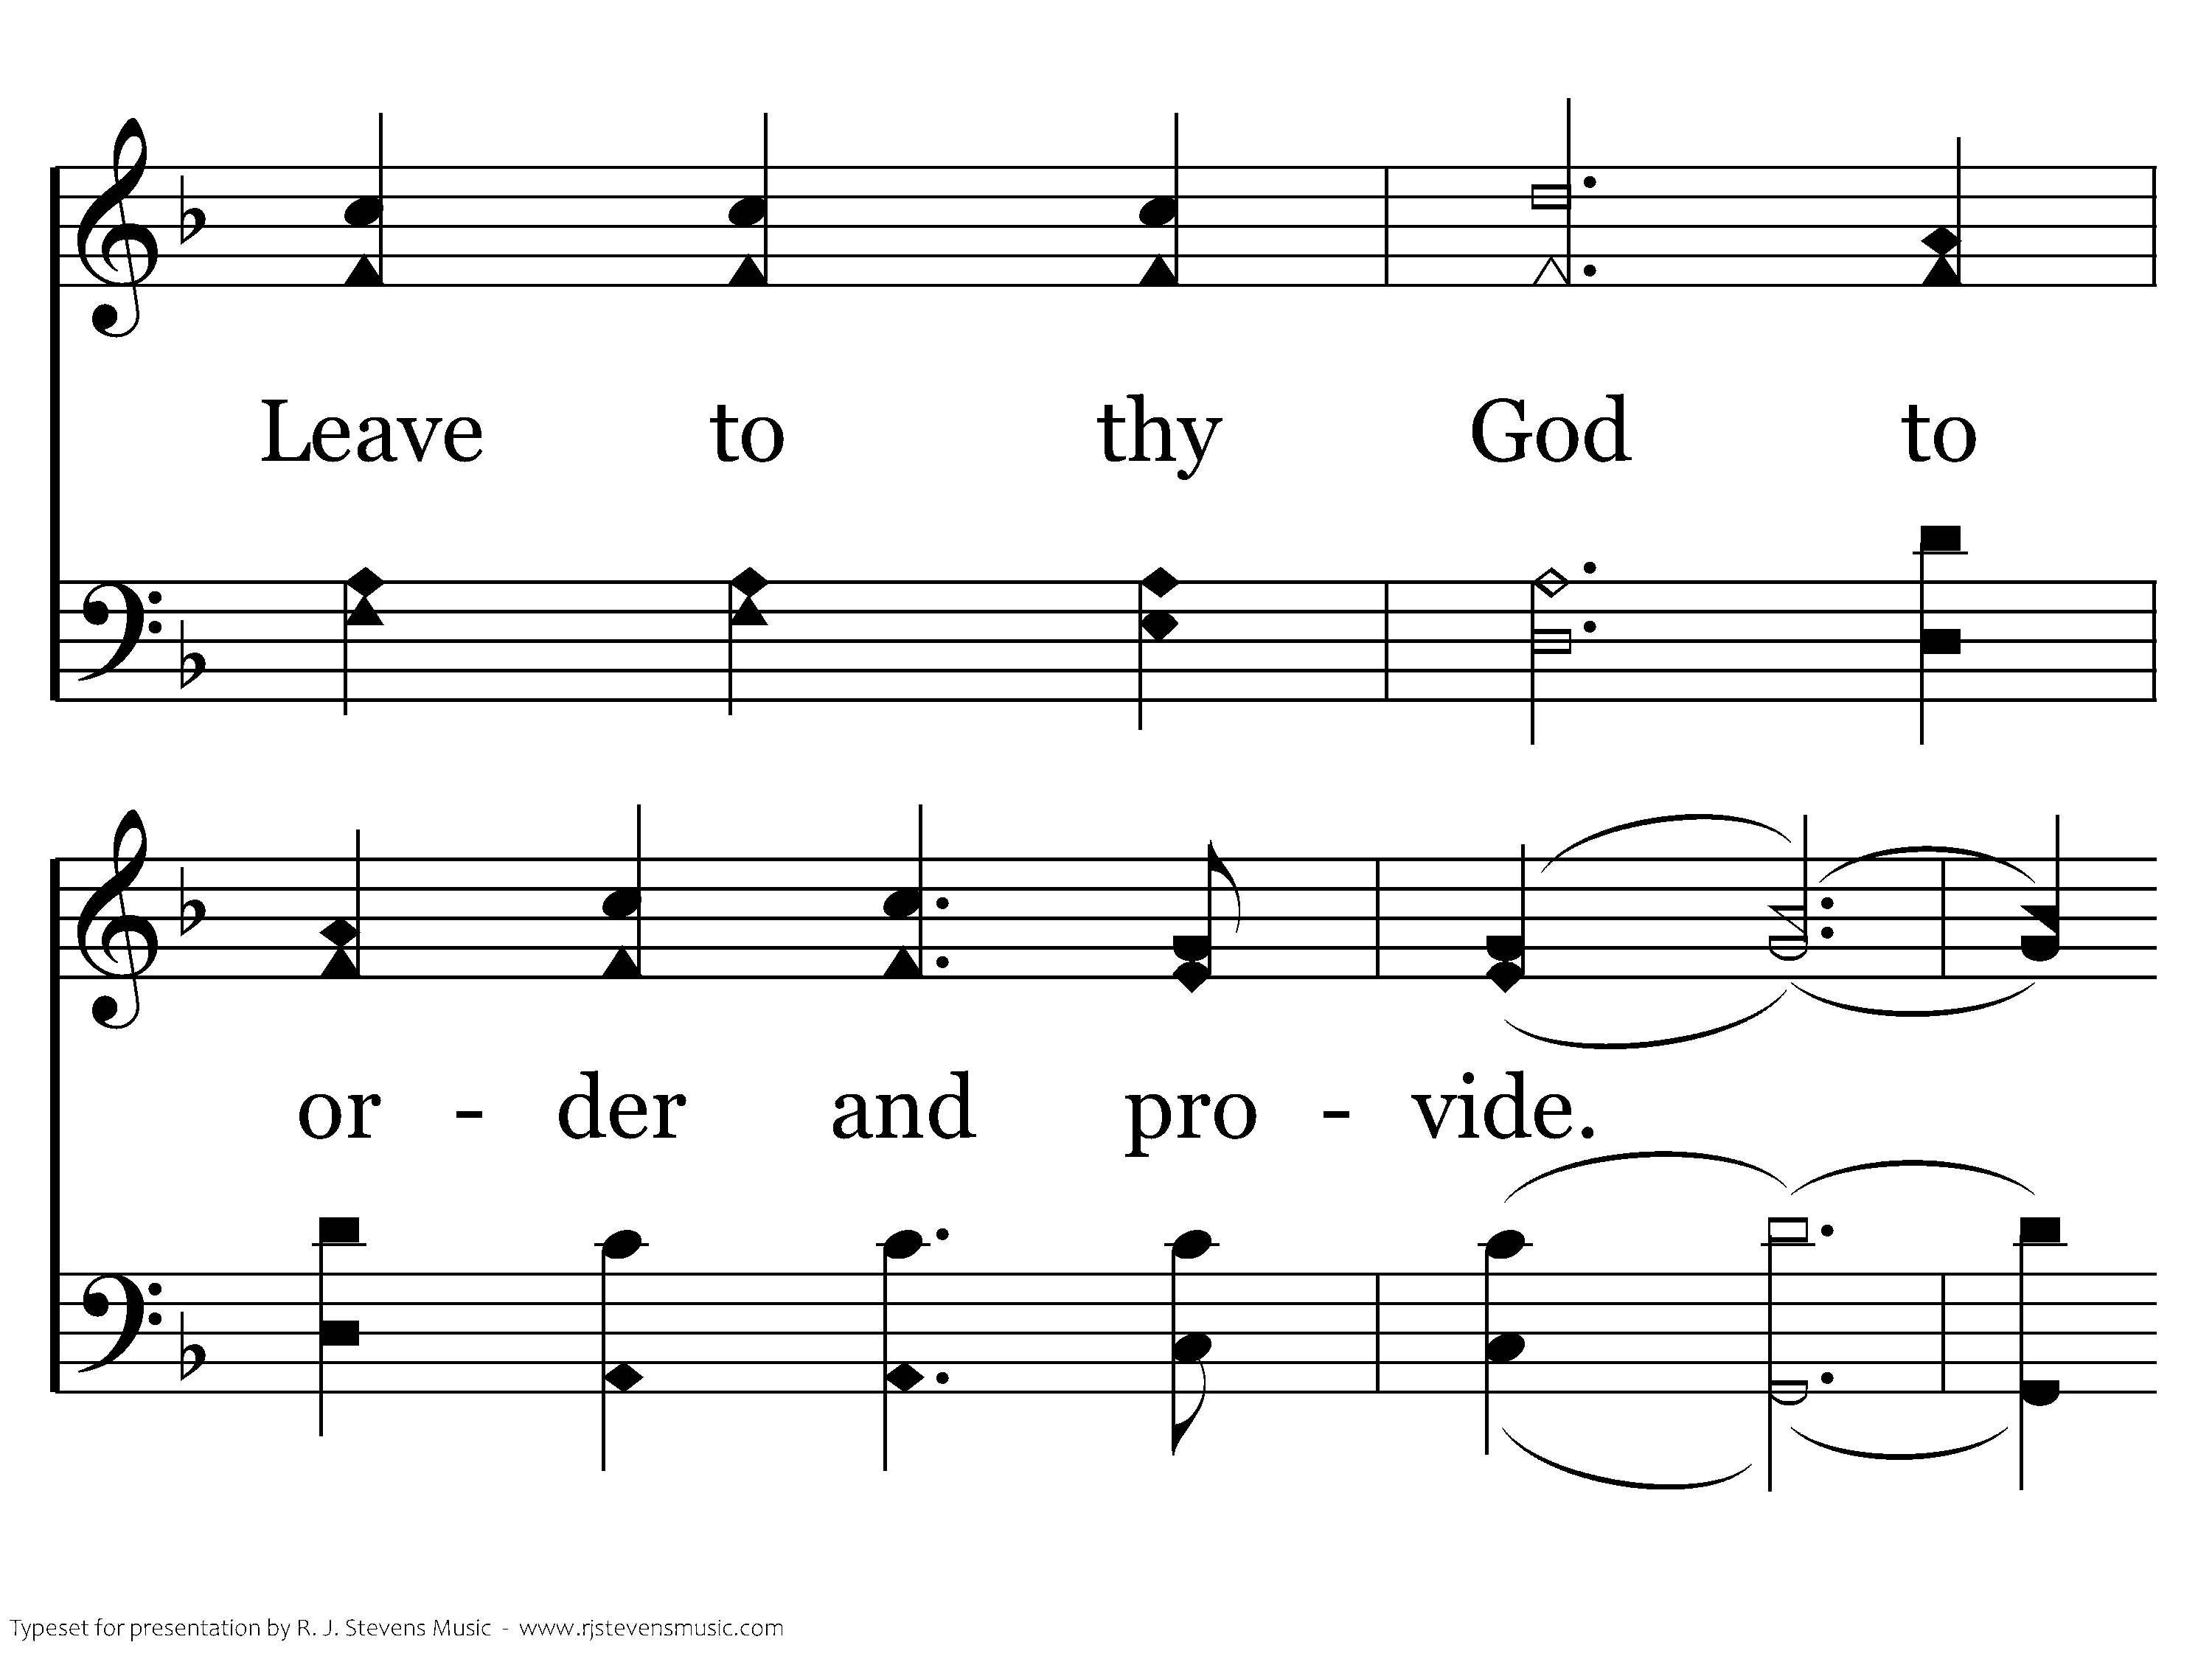 Leave to thy God to
or - der and pro - vide.
Typeset for presentation by R. J. Stevens Music - www.rjstevensmusic.com